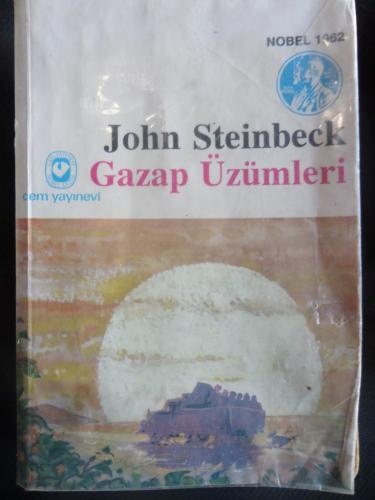 NOBEL 1962
John Steinbeck
Gazap Üzümleri
cem yayınevi